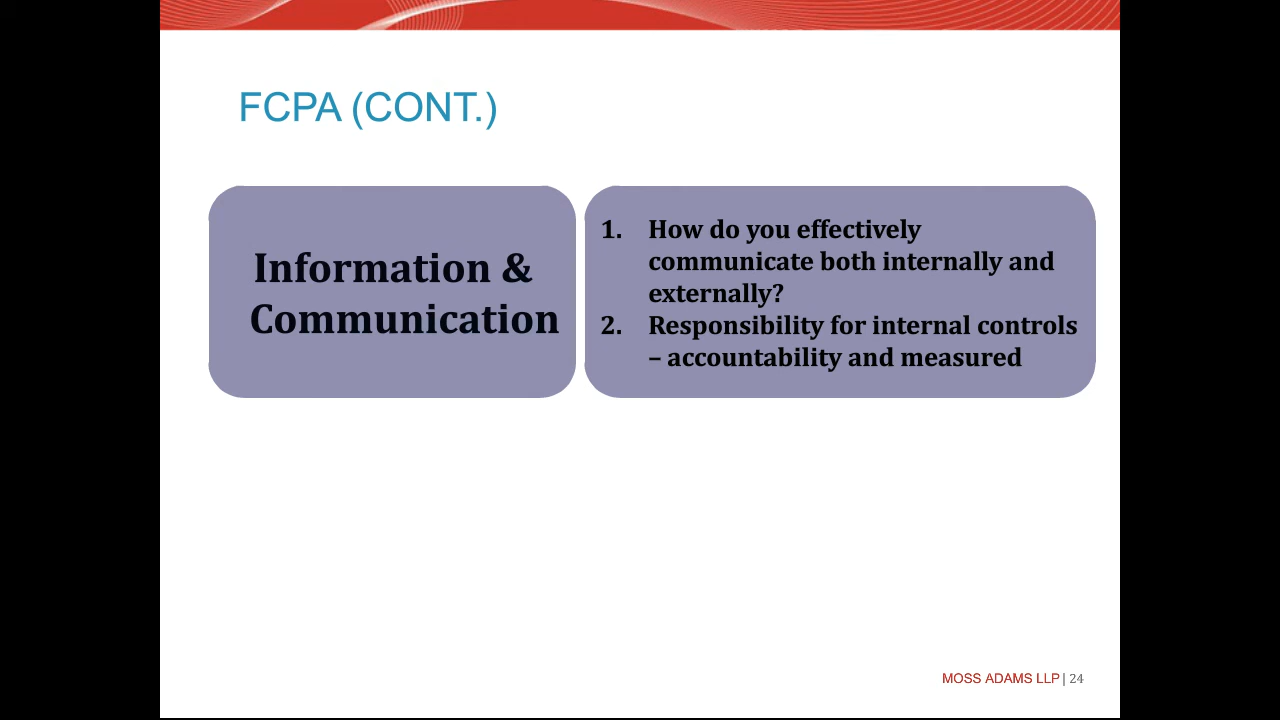 FCPA (CONT.)
Information &
Communication
1. How do you effectively
communicate both internally and
externally?
2. Responsibility for internal controls
– accountability and measured
MOSS ADAMS LLP | 24